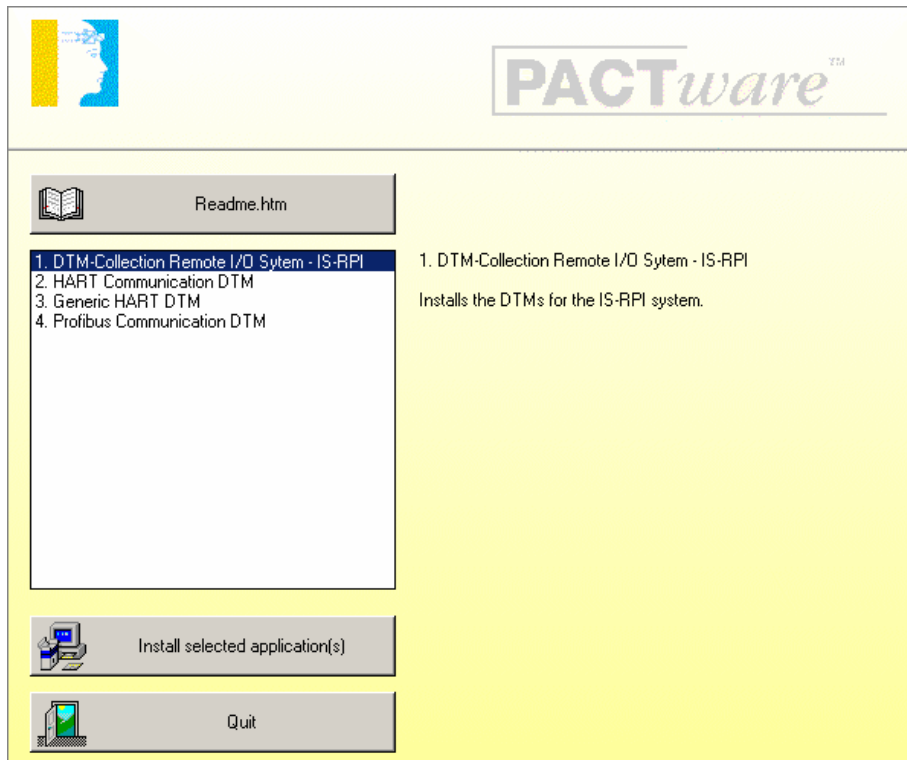 PACTware™
Readme.htm
1. DTM-Collection Remote I/O Sytem - IS-RPI
2. HART Communication DTM
3. Generic HART DTM
4. Profibus Communication DTM
1. DTM-Collection Remote I/O Sytem - IS-RPI
Installs the DTMs for the IS-RPI system.
Install selected application(s)
Quit